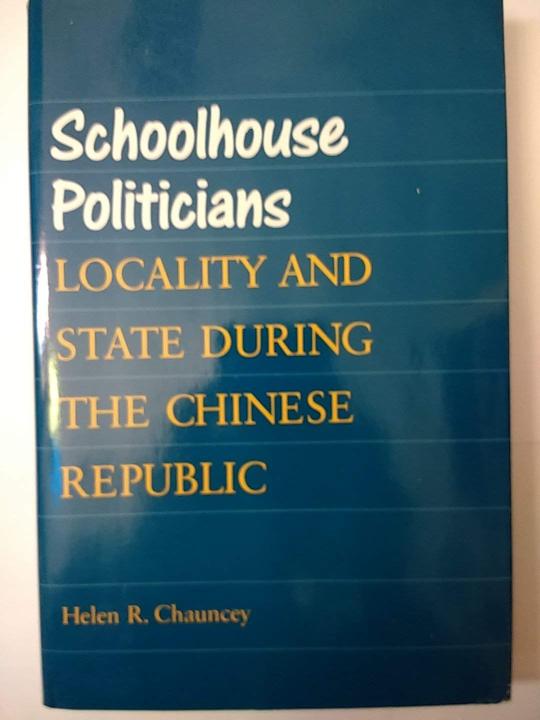 Schoolhouse
Politicians
LOCALITY AND
STATE DURING
THE CHINESE
REPUBLIC
Helen R. Chauncey